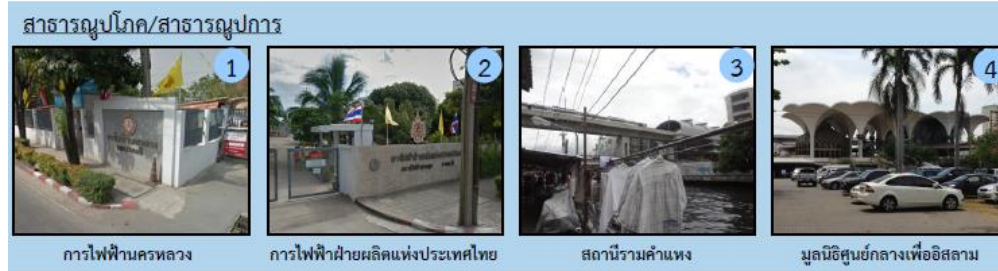 สาธารณูปโภค/สาธารณูปการ
1
2
3
4
การไฟฟ้านครหลวง
การไฟฟ้าฝ่ายผลิตแห่งประเทศไทย
สถานีรามคำแหง
มูลนิธิศูนย์กลางเพื่ออิสลาม